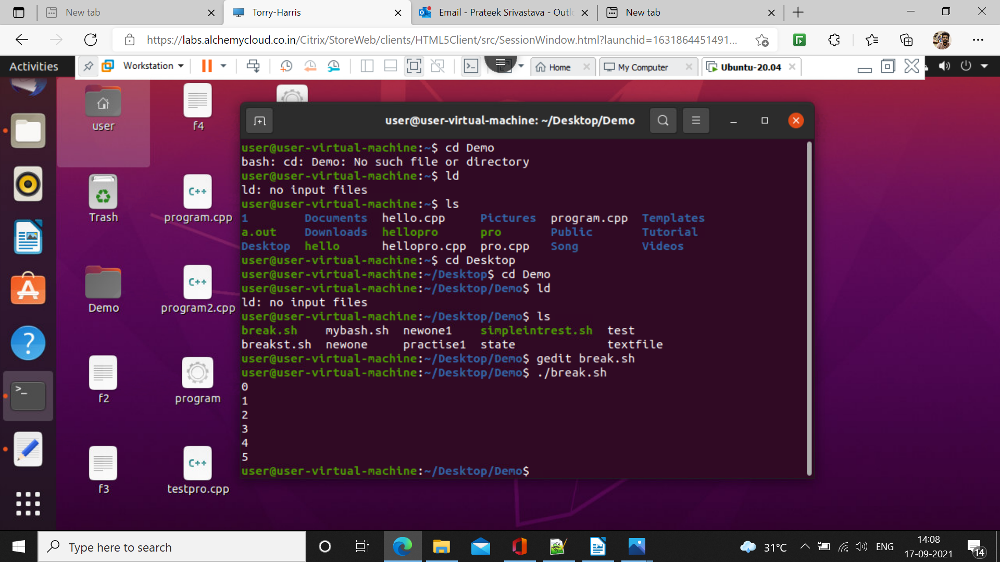 New tab
Torry-Harris
Email - Prateek Srivastava - Outlo
New tab
https://labs.alchemycloud.co.in/Citrix/StoreWeb/clients/HTML5Client/src/SessionWindow.html?launchid=1631864451491...
Activities
Workstation
Home
My Computer
Ubuntu-20.04
user
f4
Trash
program.cpp
Demo
program2.cpp
f2
program
f3
testpro.cpp
user@user-virtual-machine: ~/Desktop/Demo
user@user-virtual-machine:~$ cd Demo
bash: cd: Demo: No such file or directory
user@user-virtual-machine:~$ ld
ld: no input files
user@user-virtual-machine:~$ ls
1 Documents hello.cpp Pictures program.cpp Templates
a.out Downloads hellopro pro Public Tutorial
Desktop hello hellopro.cpp pro.cpp Song Videos
user@user-virtual-machine:~$ cd Desktop
user@user-virtual-machine:~/Desktop$ cd Demo
user@user-virtual-machine:~/Desktop/Demo$ ld
ld: no input files
user@user-virtual-machine:~/Desktop/Demo$ ls
break.sh mybash.sh newone1 simpleintrest.sh test
breakst.sh newone practise1 state textfile
user@user-virtual-machine:~/Desktop/Demo$ gedit break.sh
user@user-virtual-machine:~/Desktop/Demo$ ./break.sh
0
1
2
3
4
5
user@user-virtual-machine:~/Desktop/Demo$
Type here to search
31°C
ENG
14:08
17-09-2021
14